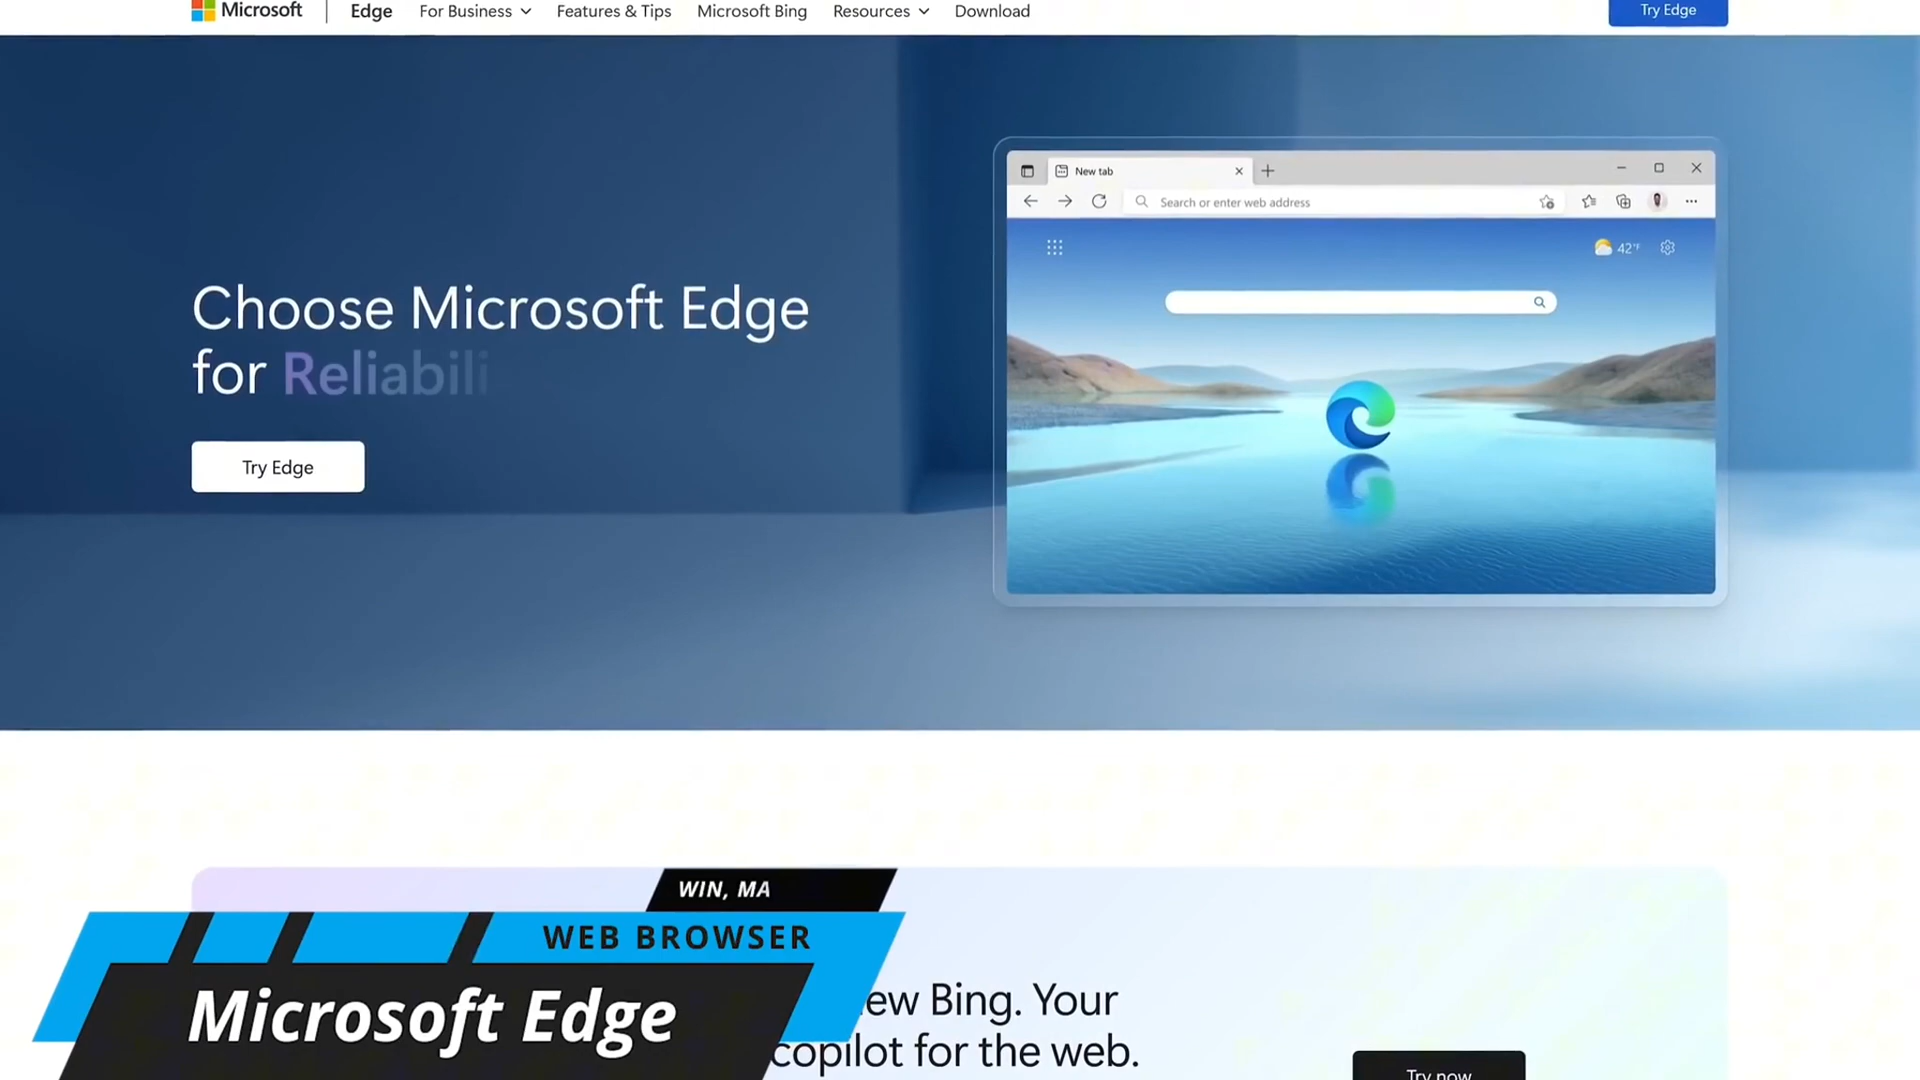 Microsoft
Edge
For Business
Features & Tips
Microsoft Bing
Resources
Download
Try Edge
New tab
Search or enter web address
42°F
Choose Microsoft Edge
for Reliabili
Try Edge
WIN, MA
WEB BROWSER
Microsoft Edge
ew Bing. Your
copilot for the web.
Try now